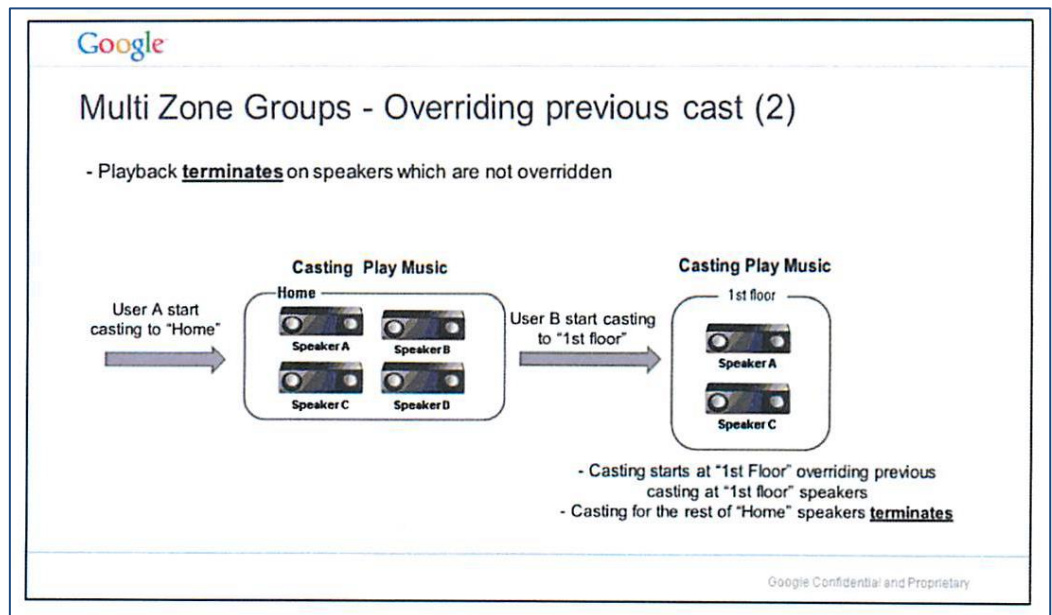 Google
Multi Zone Groups - Overriding previous cast (2)
- Playback terminates on speakers which are not overridden
Casting Play Music
Casting Play Music
Home
1st floor
User A start
casting to "Home"
User B start casting
to "1st floor"
Speaker A
Speaker B
Speaker A
Speaker C
Speaker D
Speaker C
- Casting starts at "1st Floor" overriding previous
casting at "1st floor" speakers
- Casting for the rest of "Home" speakers terminates
Google Confidential and Proprietary